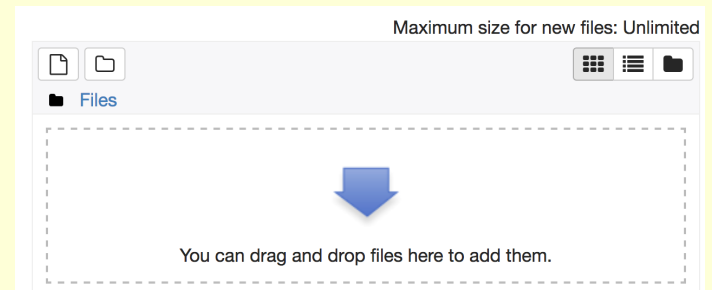 Maximum size for new files: Unlimited
Files
You can drag and drop files here to add them.